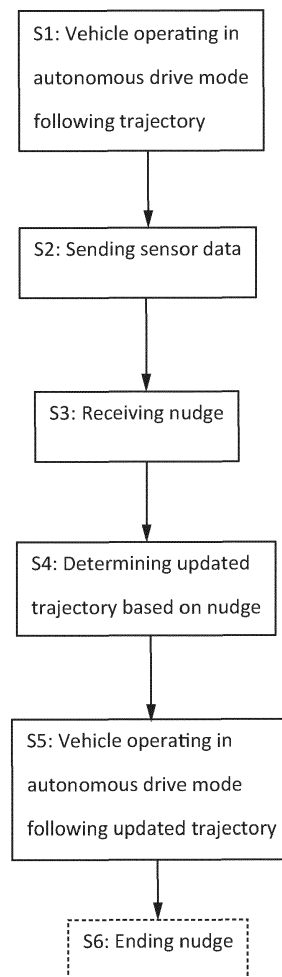 S1: Vehicle operating in
autonomous drive mode
following trajectory
S2: Sending sensor data
S3: Receiving nudge
S4: Determining updated
trajectory based on nudge
S5: Vehicle operating in
autonomous drive mode
following updated trajectory
S6: Ending nudge